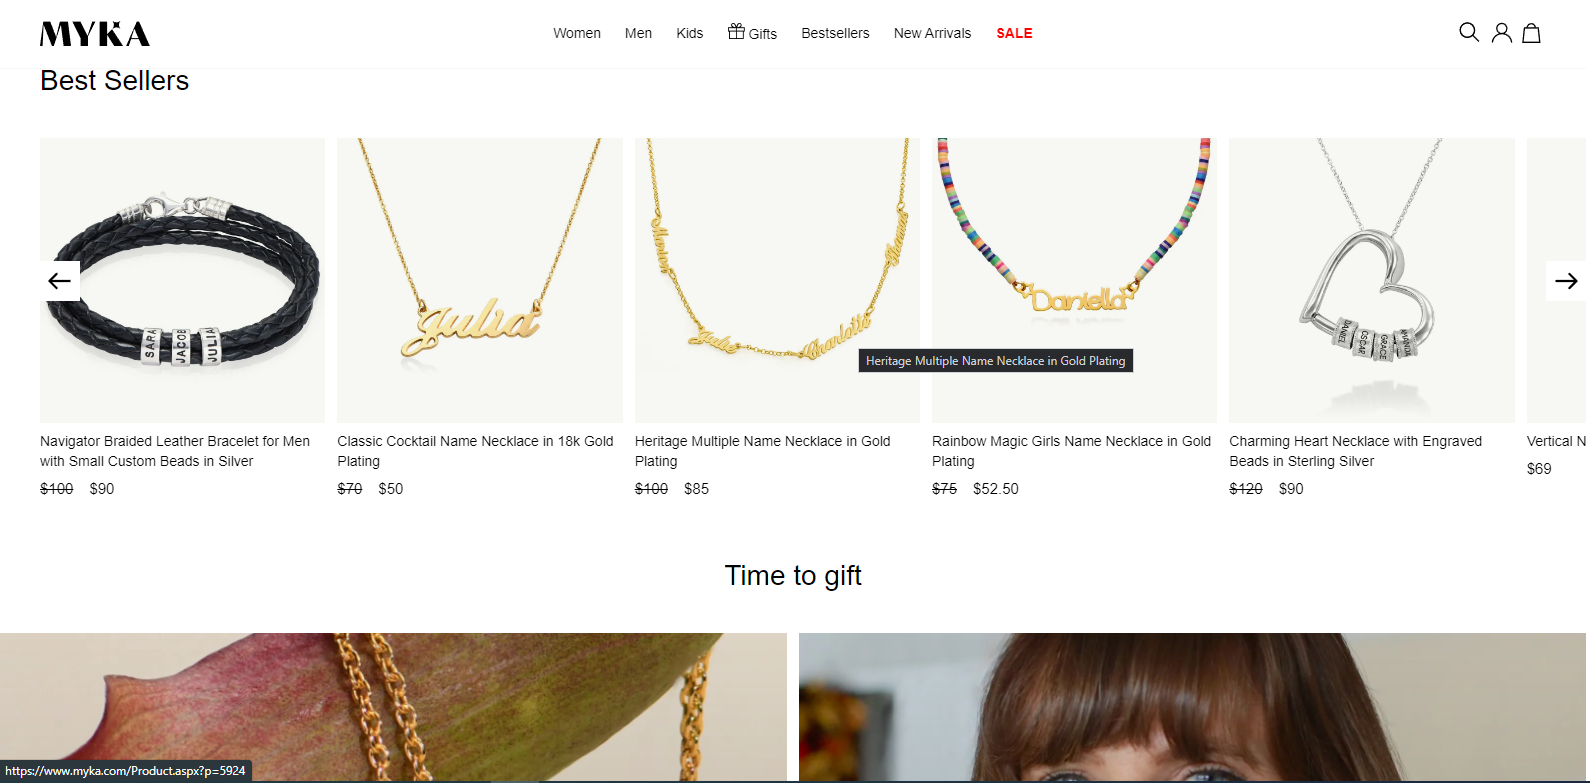 MYKA
Women Men Kids Gifts Bestsellers New Arrivals SALE
Best Sellers
SARA JACOB JULIA
Julia
Charlotte
Daniella
DANIEL OSCAR GRACE
Heritage Multiple Name Necklace in Gold Plating
Navigator Braided Leather Bracelet for Men
with Small Custom Beads in Silver
$100 $90
Classic Cocktail Name Necklace in 18k Gold
Plating
$70 $50
Heritage Multiple Name Necklace in Gold
Plating
$100 $85
Rainbow Magic Girls Name Necklace in Gold
Plating
$75 $52.50
Charming Heart Necklace with Engraved
Beads in Sterling Silver
$120 $90
Vertical N
$69
Time to gift
https://www.myka.com/Product.aspx?p=5924